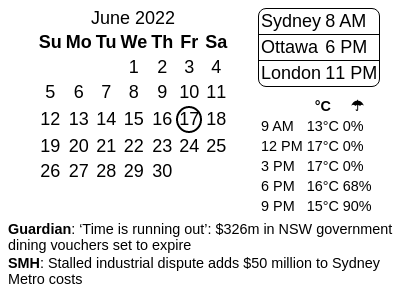 June 2022
Su Mo Tu We Th Fr Sa
1 2 3 4
5 6 7 8 9 10 11
12 13 14 15 16 17 18
19 20 21 22 23 24 25
26 27 28 29 30
Sydney 8 AM
Ottawa 6 PM
London 11 PM
°C ☂
9 AM 13°C 0%
12 PM 17°C 0%
3 PM 17°C 0%
6 PM 16°C 68%
9 PM 15°C 90%
Guardian: ‘Time is running out’: $326m in NSW government
dining vouchers set to expire
SMH: Stalled industrial dispute adds $50 million to Sydney
Metro costs